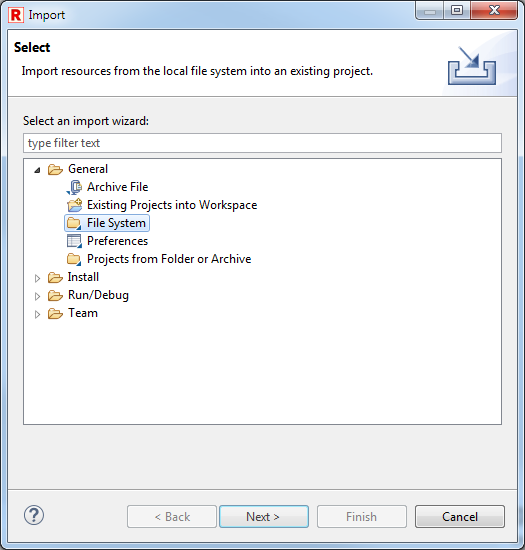 R Import
Select
Import resources from the local file system into an existing project.
Select an import wizard:
type filter text
General
Archive File
Existing Projects into Workspace
File System
Preferences
Projects from Folder or Archive
Install
Run/Debug
Team
? < Back Next > Finish Cancel